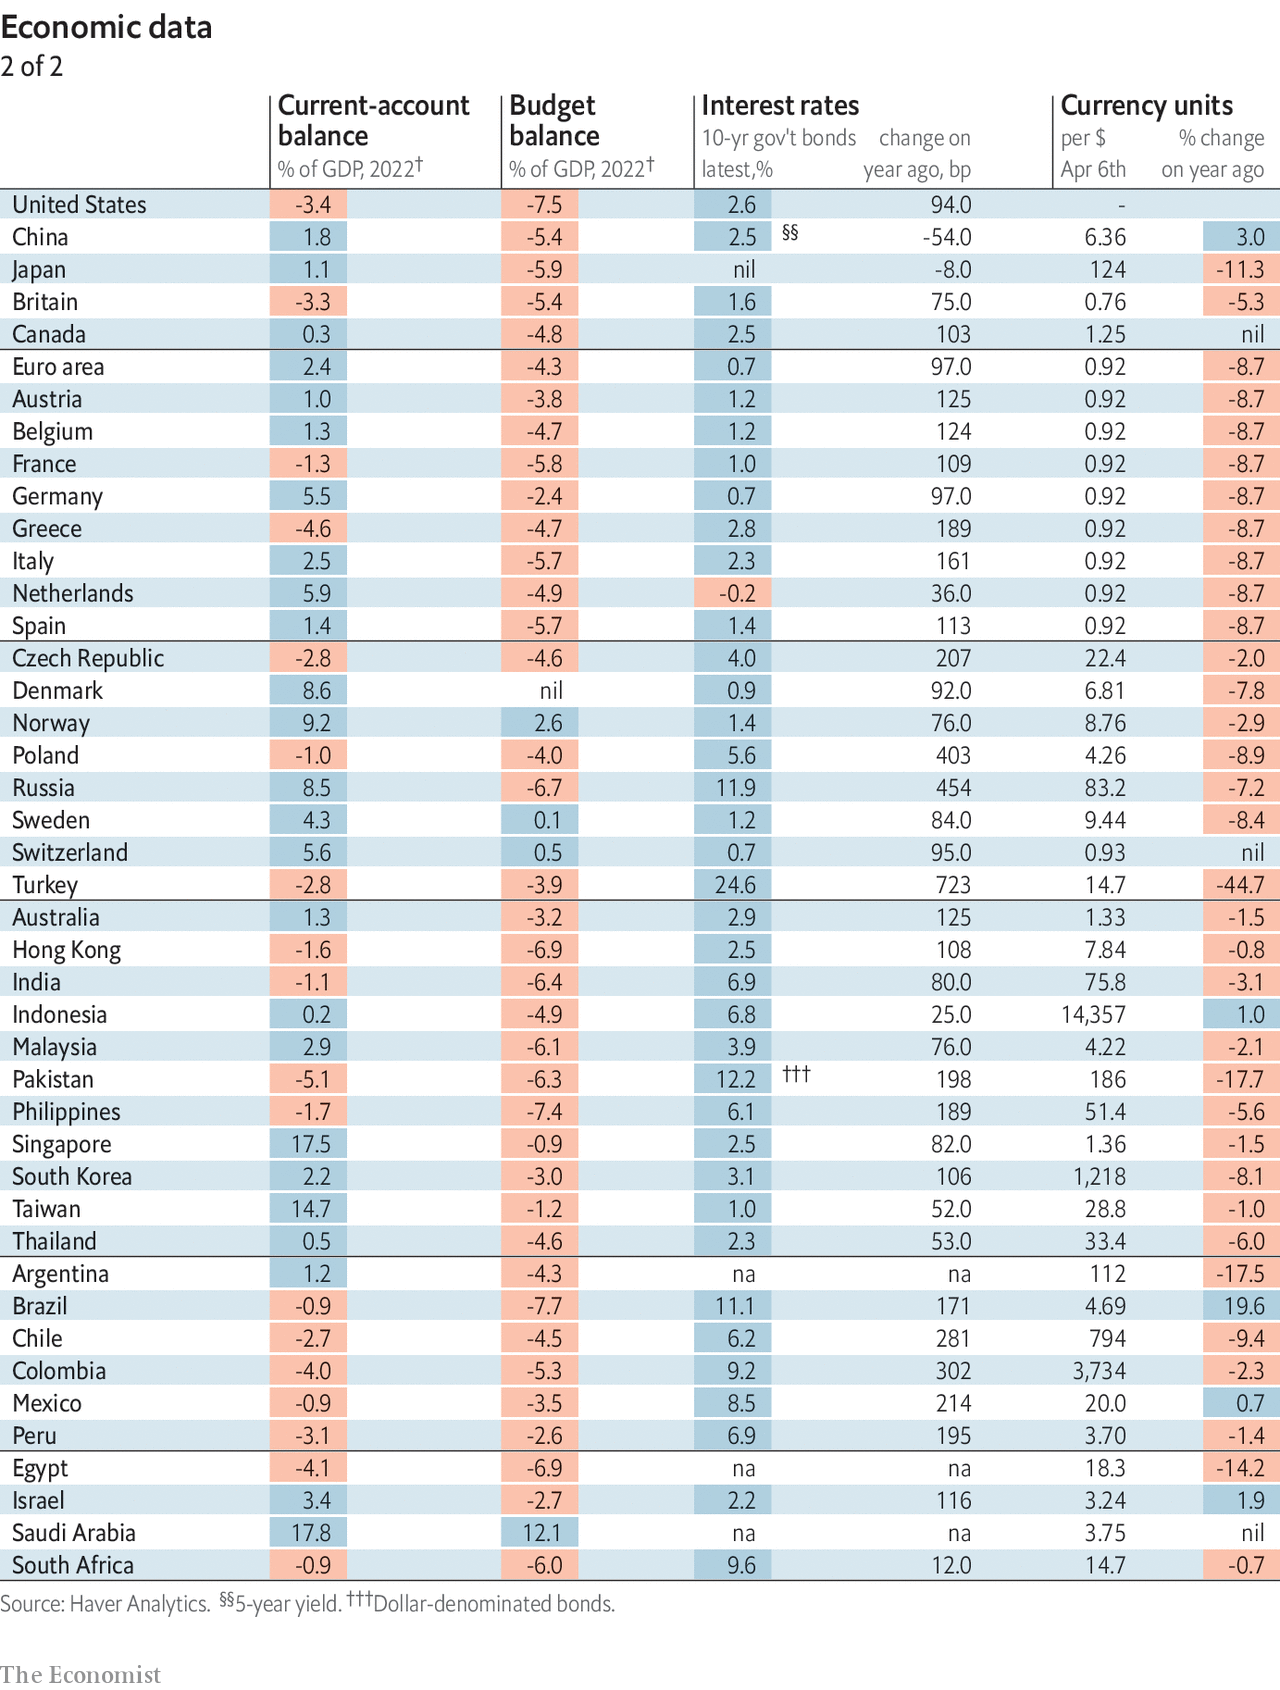 Economic data
2 of 2
Current-account balance Budget balance Interest rates Currency units
% of GDP, 2022† % of GDP, 2022† 10-yr gov't bonds latest,% change on year ago, bp per $ Apr 6th % change on year ago
United States -3.4 -7.5 2.6 94.0 -
China 1.8 -5.4 2.5 §§ -54.0 6.36 3.0
Japan 1.1 -5.9 nil -8.0 124 -11.3
Britain -3.3 -5.4 1.6 75.0 0.76 -5.3
Canada 0.3 -4.8 2.5 103 1.25 nil
Euro area 2.4 -4.3 0.7 97.0 0.92 -8.7
Austria 1.0 -3.8 1.2 125 0.92 -8.7
Belgium 1.3 -4.7 1.2 124 0.92 -8.7
France -1.3 -5.8 1.0 109 0.92 -8.7
Germany 5.5 -2.4 0.7 97.0 0.92 -8.7
Greece -4.6 -4.7 2.8 189 0.92 -8.7
Italy 2.5 -5.7 2.3 161 0.92 -8.7
Netherlands 5.9 -4.9 -0.2 36.0 0.92 -8.7
Spain 1.4 -5.7 1.4 113 0.92 -8.7
Czech Republic -2.8 -4.6 4.0 207 22.4 -2.0
Denmark 8.6 nil 0.9 92.0 6.81 -7.8
Norway 9.2 2.6 1.4 76.0 8.76 -2.9
Poland -1.0 -4.0 5.6 403 4.26 -8.9
Russia 8.5 -6.7 11.9 454 83.2 -7.2
Sweden 4.3 0.1 1.2 84.0 9.44 -8.4
Switzerland 5.6 0.5 0.7 95.0 0.93 nil
Turkey -2.8 -3.9 24.6 723 14.7 -44.7
Australia 1.3 -3.2 2.9 125 1.33 -1.5
Hong Kong -1.6 -6.9 2.5 108 7.84 -0.8
India -1.1 -6.4 6.9 80.0 75.8 -3.1
Indonesia 0.2 -4.9 6.8 25.0 14,357 1.0
Malaysia 2.9 -6.1 3.9 76.0 4.22 -2.1
Pakistan -5.1 -6.3 12.2 ††† 198 186 -17.7
Philippines -1.7 -7.4 6.1 189 51.4 -5.6
Singapore 17.5 -0.9 2.5 82.0 1.36 -1.5
South Korea 2.2 -3.0 3.1 106 1,218 -8.1
Taiwan 14.7 -1.2 1.0 52.0 28.8 -1.0
Thailand 0.5 -4.6 2.3 53.0 33.4 -6.0
Argentina 1.2 -4.3 na na 112 -17.5
Brazil -0.9 -7.7 11.1 171 4.69 19.6
Chile -2.7 -4.5 6.2 281 794 -9.4
Colombia -4.0 -5.3 9.2 302 3,734 -2.3
Mexico -0.9 -3.5 8.5 214 20.0 0.7
Peru -3.1 -2.6 6.9 195 3.70 -1.4
Egypt -4.1 -6.9 na na 18.3 -14.2
Israel 3.4 -2.7 2.2 116 3.24 1.9
Saudi Arabia 17.8 12.1 na na 3.75 nil
South Africa -0.9 -6.0 9.6 12.0 14.7 -0.7
Source: Haver Analytics. §§5-year yield. †††Dollar-denominated bonds.
The Economist